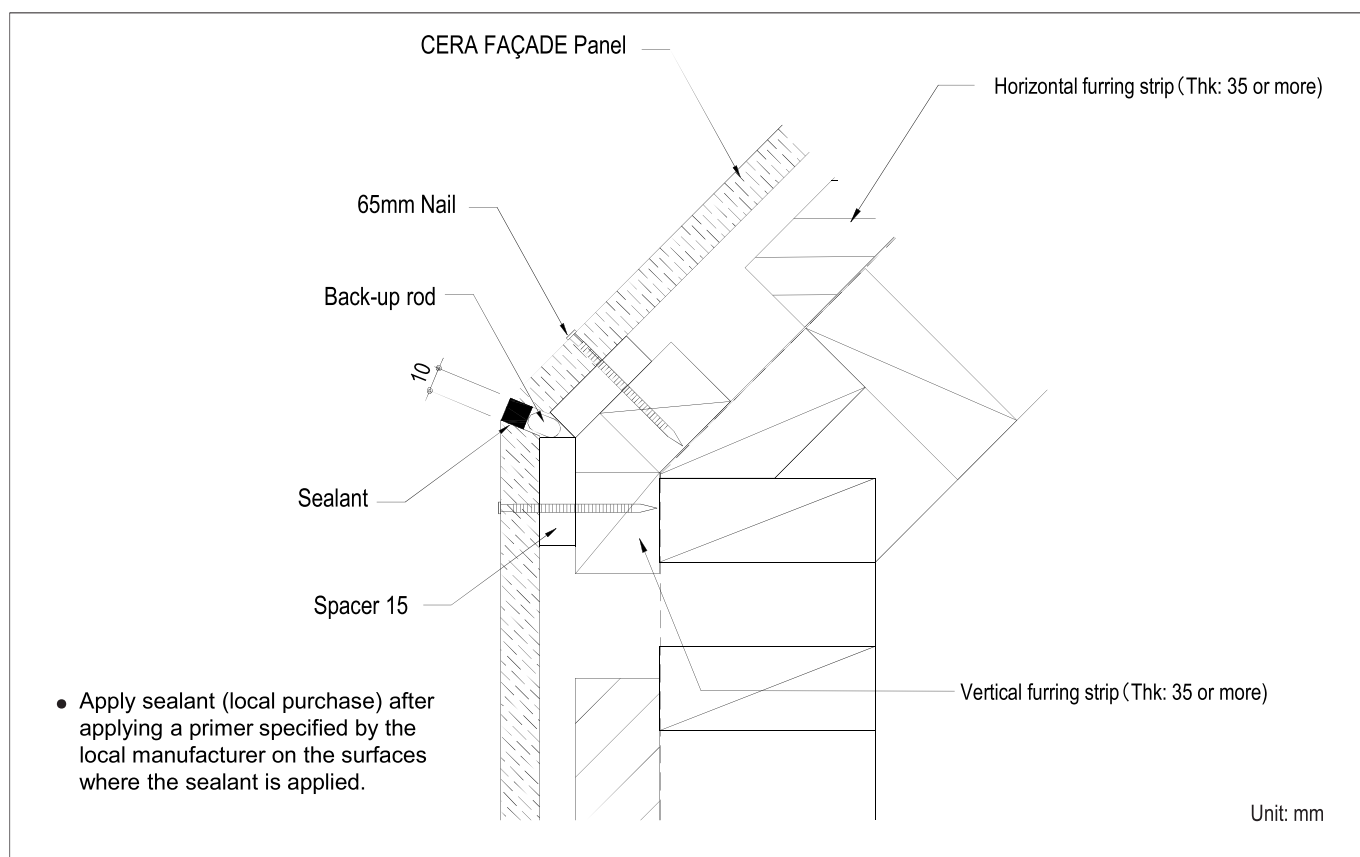 CERA FAÇADE Panel
Horizontal furring strip (Thk: 35 or more)
65mm Nail
Back-up rod
10
Sealant
Spacer 15
Vertical furring strip (Thk: 35 or more)
● Apply sealant (local purchase) after
applying a primer specified by the
local manufacturer on the surfaces
where the sealant is applied.
Unit: mm